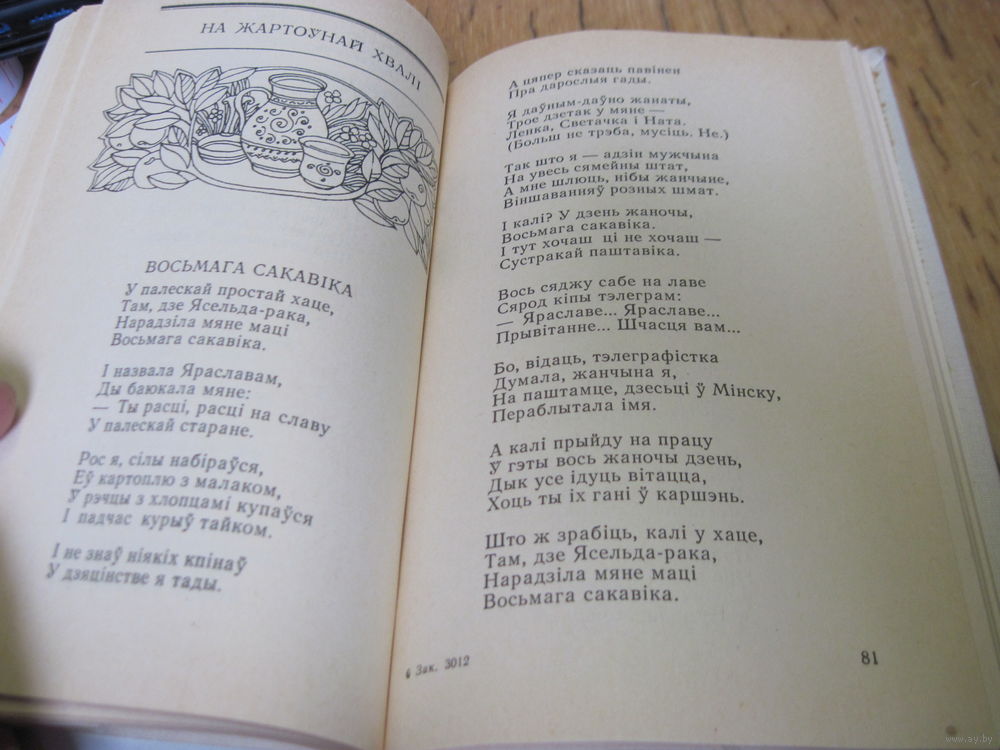 НА ЖАРТОЎНАЙ ХВАЛІ
ВОСЬМАГА САКАВІКА
У палескай простай хаце,
Там, дзе Ясельда-рака,
Нарадзіла мяне маці
Восьмага сакавіка.
І назвала Яраславам,
Ды баюкала мяне:
— Ты расці, расці на славу
У палескай старане.
Рос я, сілы набіраўся,
Еў картоплю з малаком,
У рэчцы з хлопцамі купаўся
І падчас курыў тайком.
І не знаў ніякіх кпінаў
У дзяцінстве я тады.
А цяпер сказаць павінен
Пра дарослыя гады.
Я даўным-даўно жанаты,
Трое дзетак у мяне —
Ленка, Светачка і Ната.
(Больш не трэба, мусіць. Не.)
Так што я — адзін мужчына
На увесь сямейны штат,
А мне шлюць, нібы жанчыне,
Віншаванняў розных шмат.
І калі? У дзень жаночы,
Восьмага сакавіка.
І тут хочаш ці не хочаш —
Сустракай паштавіка.
Вось сяджу сабе на лаве
Сярод кіпы тэлеграм:
— Яраславе... Яраславе...
Прывітанне... Шчасця вам...
Бо, відаць, тэлеграфістка
Думала, жанчына я,
На паштамце, дзесьці ў Мінску,
Пераблытала імя.
А калі прыйду на працу
У гэты вось жаночы дзень,
Дык усе ідуць вітацца,
Хоць ты іх гані ў каршэнь.
Што ж зрабіць, калі у хаце,
Там, дзе Ясельда-рака,
Нарадзіла мяне маці
Восьмага сакавіка.
6 Зак. 3012
81
www.ay.by